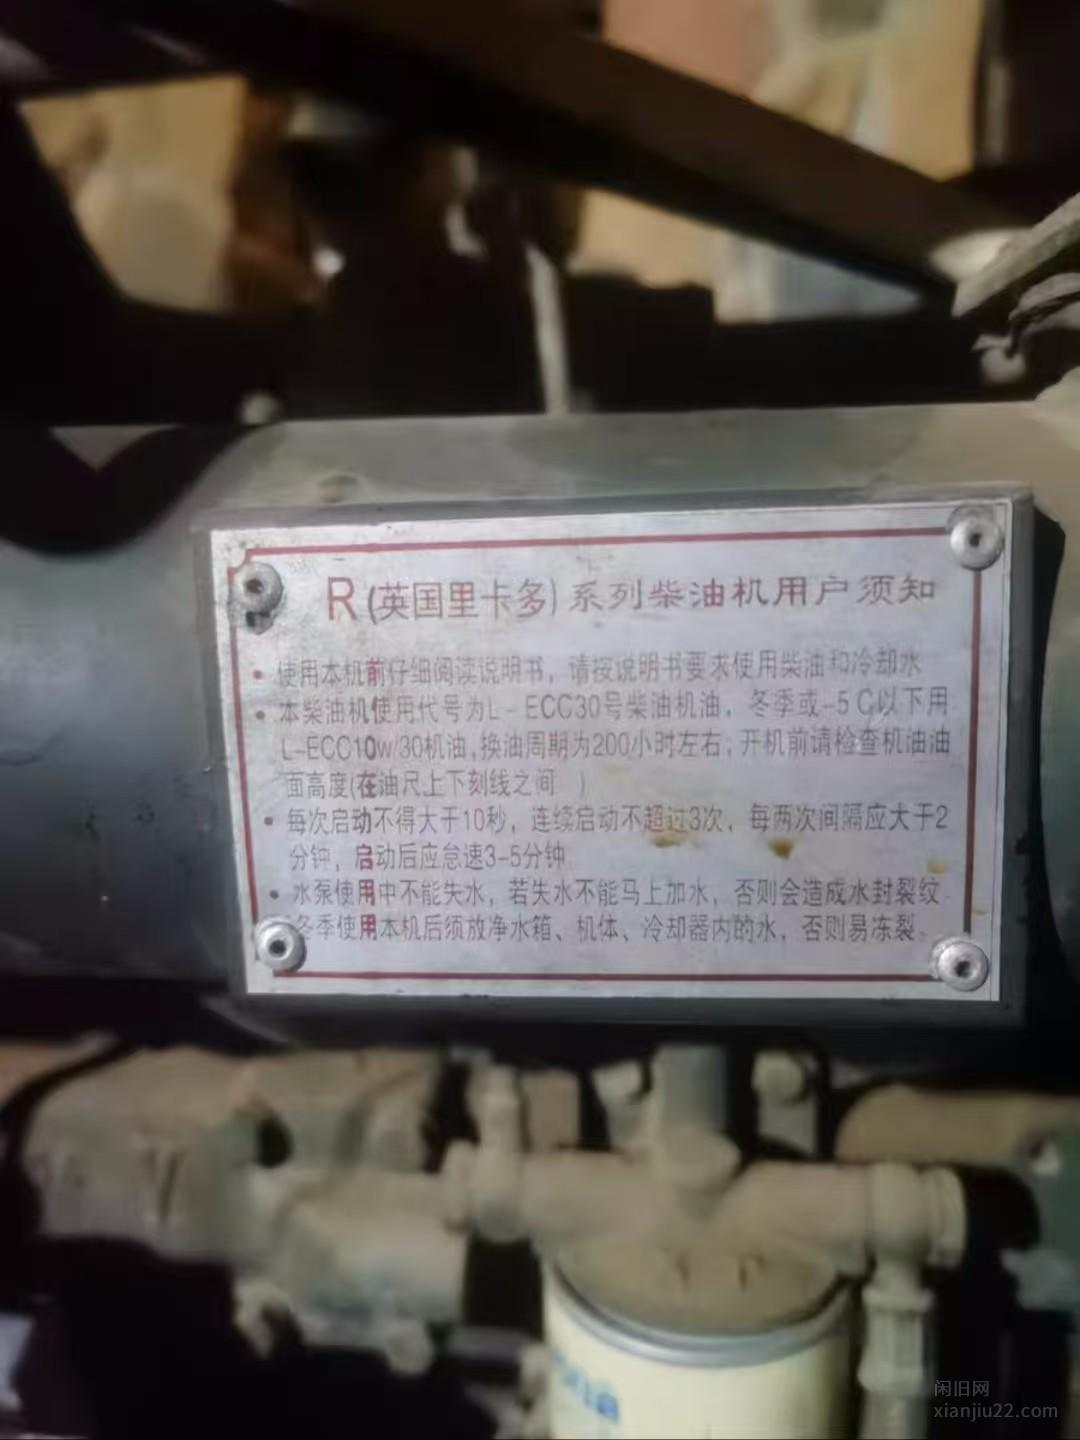 R(英国里卡多)系列柴油机用户须知
• 使用本机前仔细阅读说明书，请按说明书要求使用柴油和冷却水
• 本柴油机使用代号为L-ECC30号柴油机油，冬季或-5C以下用
L-ECC10w/30机油,换油周期为200小时左右,开机前请检查机油油
面高度(在油尺上下刻线之间 )
• 每次启动不得大于10秒，连续启动不超过3次，每两次间隔应大于2
分钟，启动后应怠速3-5分钟
• 水泵使用中不能失水，若失水不能马上加水，否则会造成水封裂纹
冬季使用本机后须放净水箱、机体、冷却器内的水，否则易冻裂。
闲旧网
xianjiu22.com